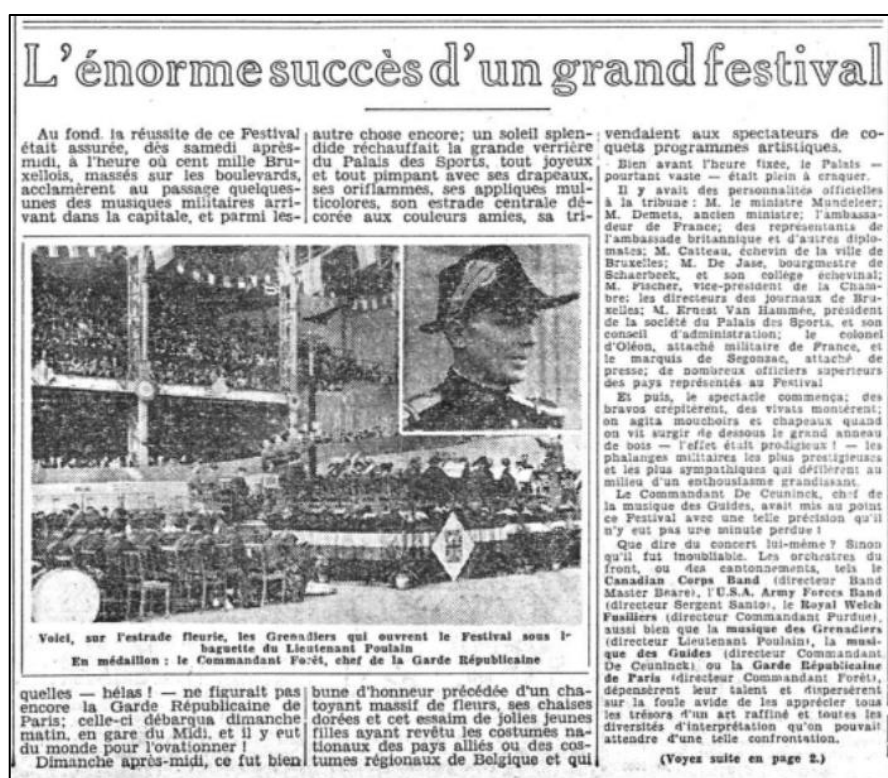 L'énorme succès d'un grand festival
Au fond, la réussite de ce Festival
était assurée, dès samedi après-
midi, à l'heure où cent mille Bru-
xellois, massés sur les boulevards,
acclamèrent au passage quelques-
unes des musiques militaires arri-
vant dans la capitale, et parmi les-
quelles — hélas ! — ne figurait pas
encore la Garde Républicaine de
Paris; celle-ci débarqua dimanche
matin, en gare du Midi, et il y eut
du monde pour l'ovationner !
Dimanche après-midi, ce fut bien
autre chose encore; un soleil splen-
dide réchauffait la grande verrière
du Palais des Sports, tout joyeux
et tout pimpant avec ses drapeaux,
ses oriflammes, ses appliques mul-
ticolores, son estrade centrale dé-
corée aux couleurs amies, sa tri-
bune d'honneur précédée d'un cha-
toyant massif de fleurs, ses chaises
dorées et cet essaim de jolies jeunes
filles ayant revêtu les costumes na-
tionaux des pays alliés ou des cos-
tumes régionaux de Belgique et qui
vendaient aux spectateurs de co-
quets programmes artistiques.
Bien avant l'heure fixée, le Palais —
pourtant vaste — était plein à craquer.
Il y avait des personnalités officielles
à la tribune : M. le ministre Mundeleer;
M. Demets, ancien ministre; l'ambassa-
deur de France; des représentants de
l'ambassade britannique et d'autres diplo-
mates; M. Catteau, échevin de la ville de
Bruxelles; M. De Jase, bourgmestre de
Schaerbeek, et son collège échevinal;
M. Fischer, vice-président de la Cham-
bre; les directeurs des journaux de Bru-
xelles; M. Ernest Van Hammée, président
de la société du Palais des Sports, et son
conseil d'administration; le colonel
d'Oléon, attaché militaire de France, et
le marquis de Segonzac, attaché de
presse; de nombreux officiers supérieurs
des pays représentés au Festival
Et puis, le spectacle commença; des
bravos crépitèrent, des vivats montèrent;
on agita mouchoirs et chapeaux quand
on vit surgir de dessous le grand anneau
de bois — l'effet était prodigieux ! — les
phalanges militaires les plus prestigieuses
et les plus sympathiques qui défilèrent au
milieu d'un enthousiasme grandissant.
Le Commandant De Ceuninck, chef de
la musique des Guides, avait mis au point
ce Festival avec une telle précision qu'il
n'y eut pas une minute perdue !
Que dire du concert lui-même ? Sinon
qu'il fut inoubliable. Les orchestres du
front, ou des cantonnements, tels le
Canadian Corps Band (directeur Band
Master Beare), l'U.S.A. Army Forces Band
(directeur Sergent Santo), le Royal Welch
Fusiliers (directeur Commandant Purdue),
aussi bien que la musique des Grenadiers
(directeur Lieutenant Poulain), la musi-
que des Guides (directeur Commandant
De Ceuninck) ou la Garde Républicaine
de Paris (directeur Commandant Forêt),
dépensèrent leur talent et dispersèrent
sur la foule avide de les apprécier tous
les trésors d'un art raffiné et toutes les
diversités d'interprétation qu'on pouvait
attendre d'une telle confrontation.
(Voyez suite en page 2.)
Voici, sur l'estrade fleurie, les Grenadiers qui ouvrent le Festival sous
baguette du Lieutenant Poulain
En médaillon : le Commandant Forêt, chef de la Garde Républicaine